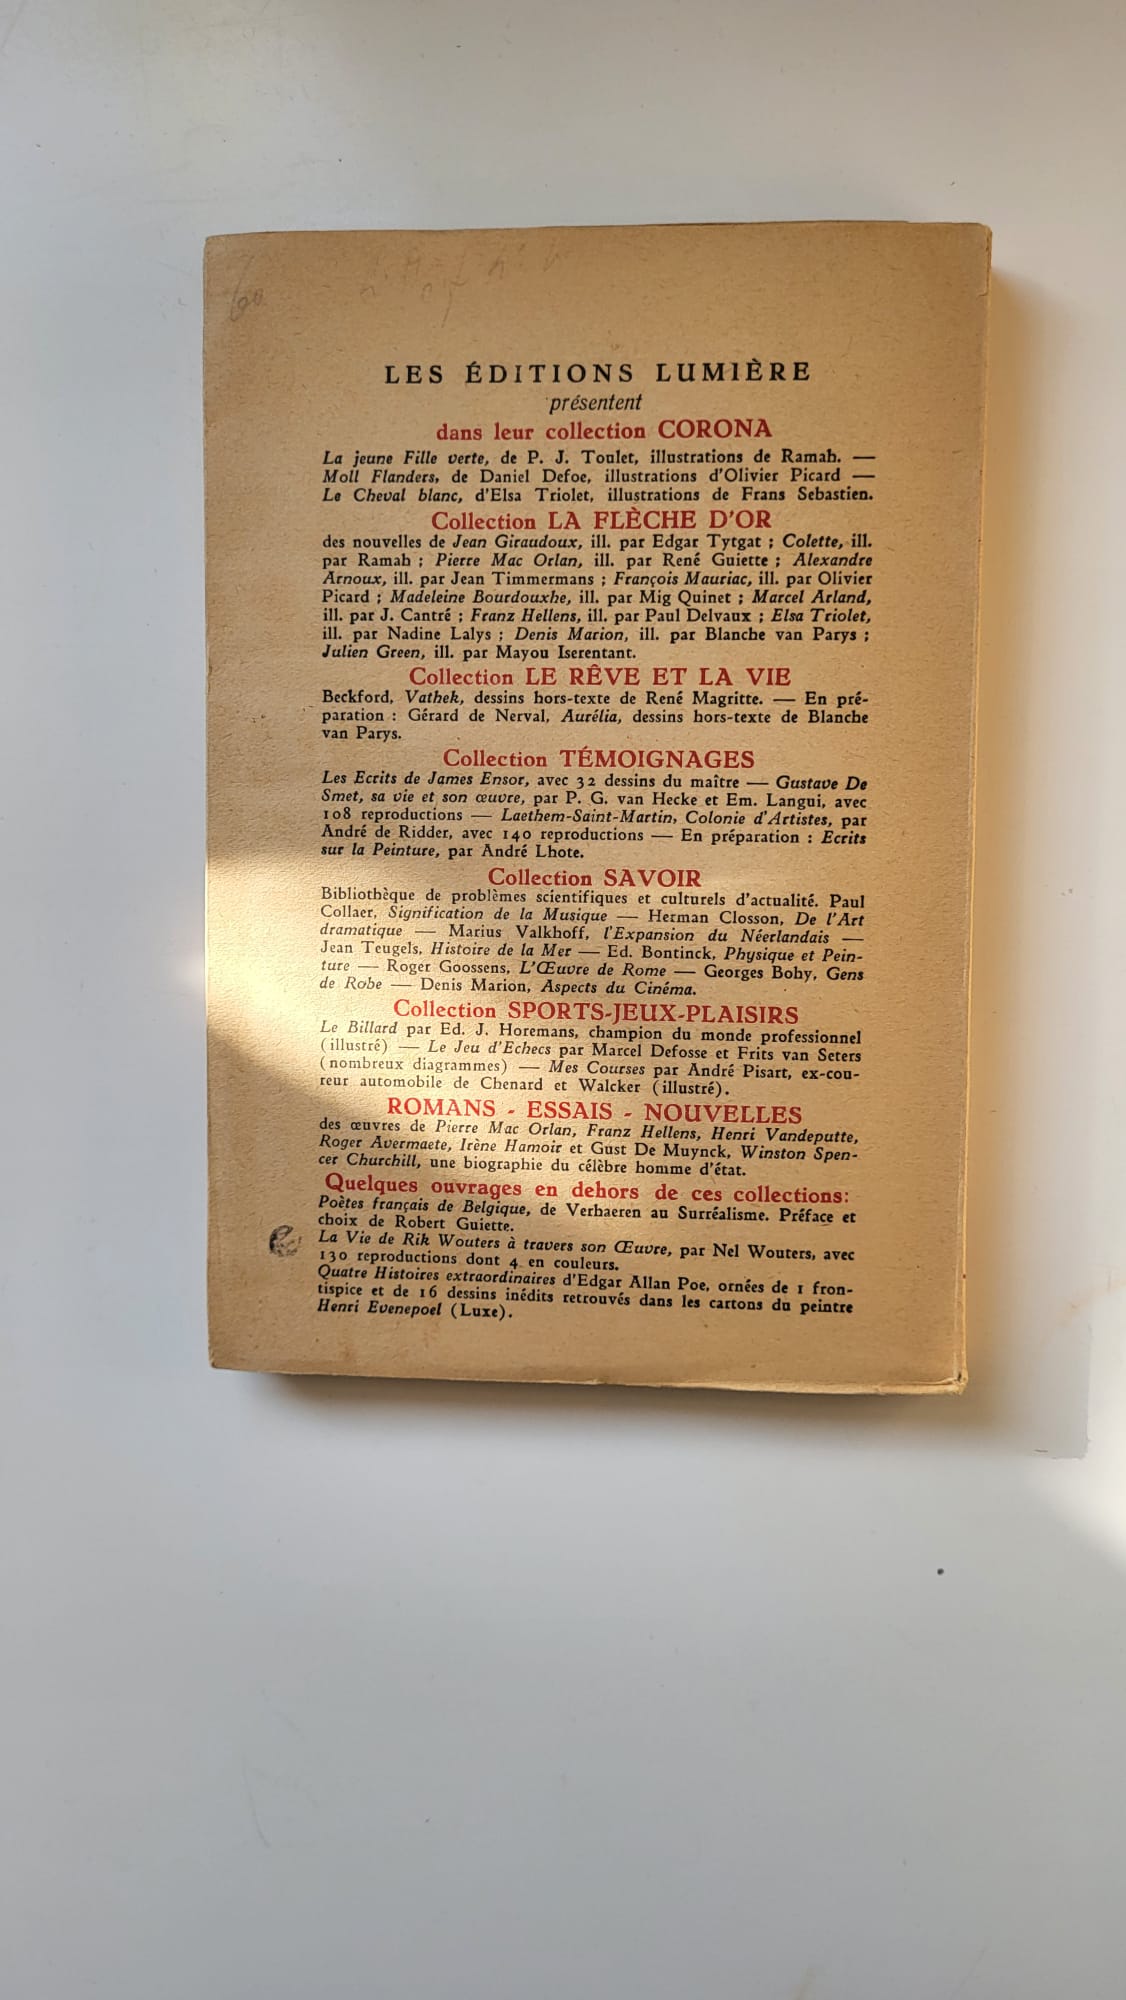 LES ÉDITIONS LUMIÈRE
présentent
dans leur collection CORONA
La jeune Fille verte, de P. J. Toulet, illustrations de Ramah. —
Moll Flanders, de Daniel Defoe, illustrations d'Olivier Picard —
Le Cheval blanc, d'Elsa Triolet, illustrations de Frans Sebastien.
Collection LA FLÈCHE D'OR
des nouvelles de Jean Giraudoux, ill. par Edgar Tytgat ; Colette, ill.
par Ramah ; Pierre Mac Orlan, ill. par René Guiette ; Alexandre
Arnoux, ill. par Jean Timmermans ; François Mauriac, ill. par Olivier
Picard ; Madeleine Bourdouxhe, ill. par Mig Quinet ; Marcel Arland,
ill. par J. Cantré ; Franz Hellens, ill. par Paul Delvaux ; Elsa Triolet,
ill. par Nadine Lalys ; Denis Marion, ill. par Blanche van Parys ;
Julien Green, ill. par Mayou Iserentant.
Collection LE RÊVE ET LA VIE
Beckford, Vathek, dessins hors-texte de René Magritte. — En pré-
paration : Gérard de Nerval, Aurélia, dessins hors-texte de Blanche
van Parys.
Collection TÉMOIGNAGES
Les Ecrits de James Ensor, avec 32 dessins du maître — Gustave De
Smet, sa vie et son œuvre, par P. G. van Hecke et Em. Langui, avec
108 reproductions — Laethem-Saint-Martin, Colonie d'Artistes, par
André de Ridder, avec 140 reproductions — En préparation : Ecrits
sur la Peinture, par André Lhote.
Collection SAVOIR
Bibliothèque de problèmes scientifiques et culturels d'actualité. Paul
Collaer, Signification de la Musique — Herman Closson, De l'Art
dramatique — Marius Valkhoff, l'Expansion du Néerlandais —
Jean Teugels, Histoire de la Mer — Ed. Bontinck, Physique et Pein-
ture — Roger Goossens, L'Œuvre de Rome — Georges Bohy, Gens
de Robe — Denis Marion, Aspects du Cinéma.
Collection SPORTS-JEUX-PLAISIRS
Le Billard par Ed. J. Horemans, champion du monde professionnel
(illustré) — Le Jeu d'Echecs par Marcel Defosse et Frits van Seters
(nombreux diagrammes) — Mes Courses par André Pisart, ex-cou-
reur automobile de Chenard et Walcker (illustré).
ROMANS - ESSAIS - NOUVELLES
des œuvres de Pierre Mac Orlan, Franz Hellens, Henri Vandeputte,
Roger Avermaete, Irène Hamoir et Gust De Muynck, Winston Spen-
cer Churchill, une biographie du célèbre homme d'état.
Quelques ouvrages en dehors de ces collections:
Poètes français de Belgique, de Verhaeren au Surréalisme. Préface et
choix de Robert Guiette.
La Vie de Rik Wouters à travers son Œuvre, par Nel Wouters, avec
130 reproductions dont 4 en couleurs.
Quatre Histoires extraordinaires d'Edgar Allan Poe, ornées de 1 fron-
tispice et de 16 dessins inédits retrouvés dans les cartons du peintre
Henri Evenepoel (Luxe).